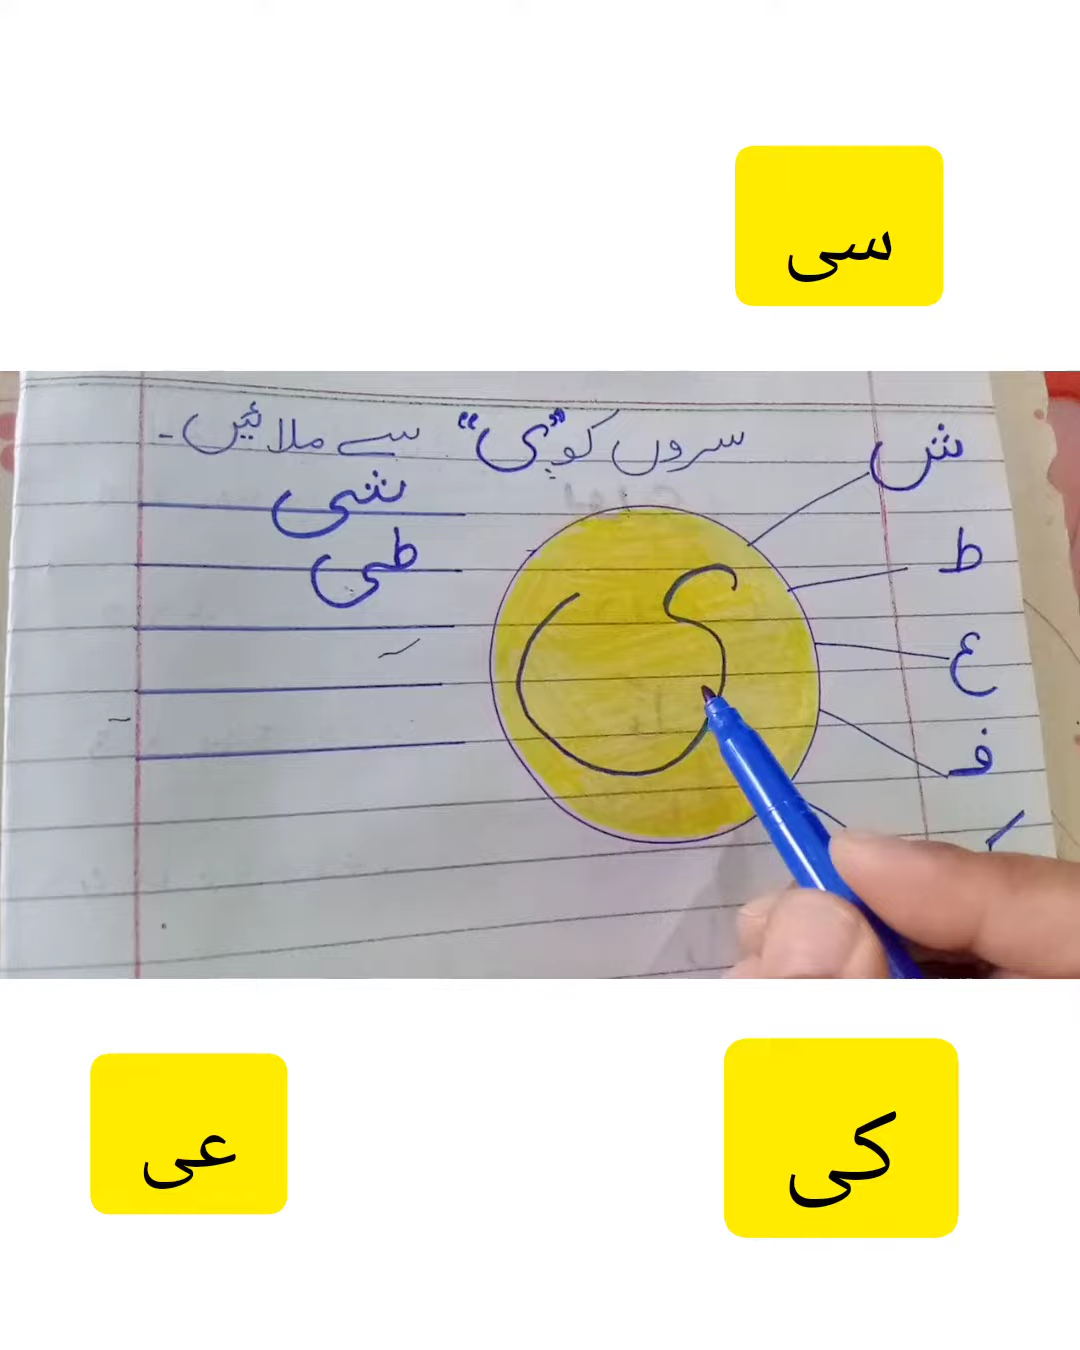 سی
سروں کو "ی" سے ملائیں۔
ش
شی
ط
طی
ی
ع
ف
عی
کی